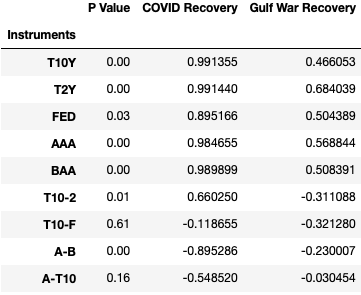 P Value COVID Recovery Gulf War Recovery
Instruments
T10Y 0.00 0.991355 0.466053
T2Y 0.00 0.991440 0.684039
FED 0.03 0.895166 0.504389
AAA 0.00 0.984655 0.568844
BAA 0.00 0.989899 0.508391
T10-2 0.01 0.660250 -0.311088
T10-F 0.61 -0.118655 -0.321280
A-B 0.00 -0.895286 -0.230007
A-T10 0.16 -0.548520 -0.030454